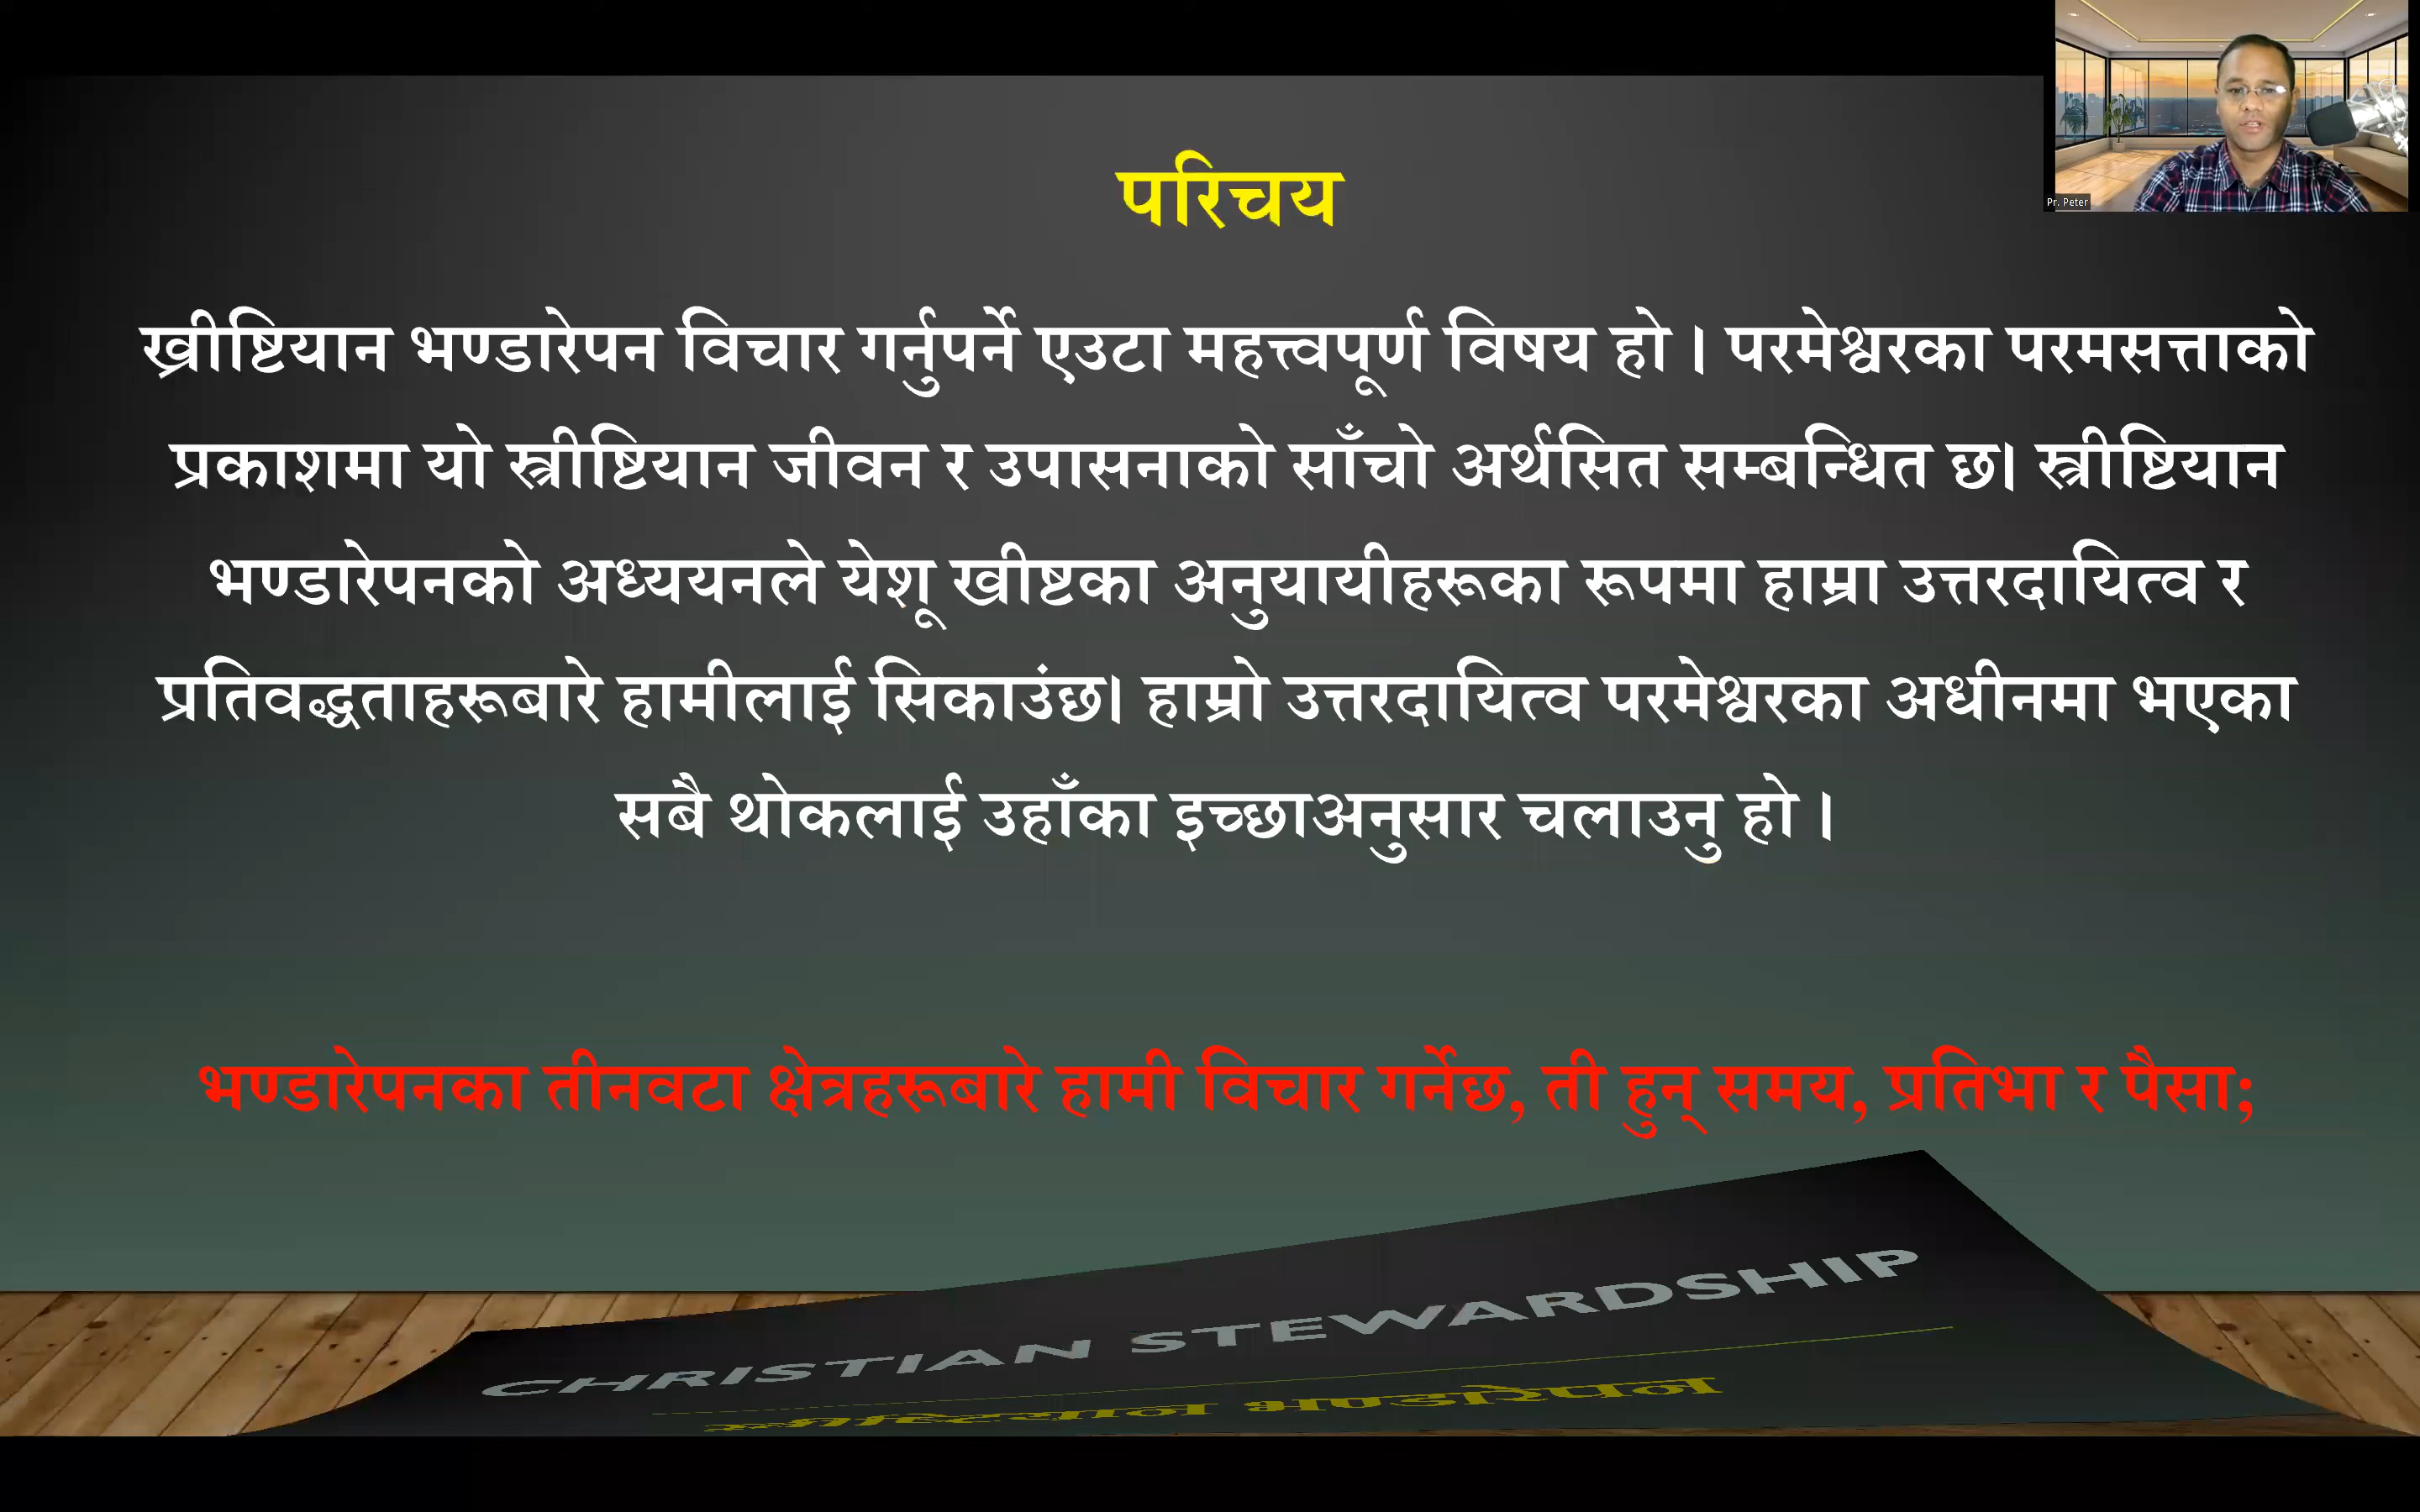 परिचय
Pr. Peter
ख्रीष्टियान भण्डारेपन विचार गर्नुपर्ने एउटा महत्त्वपूर्ण विषय हो । परमेश्वरका परमसत्ताको
प्रकाशमा यो ख्रीष्टियान जीवन र उपासनाको साँचो अर्थसित सम्बन्धित छ। ख्रीष्टियान
भण्डारेपनको अध्ययनले येशू खीष्टका अनुयायीहरूका रूपमा हाम्रा उत्तरदायित्व र
प्रतिवद्धताहरूबारे हामीलाई सिकाउंछ। हाम्रो उत्तरदायित्व परमेश्वरका अधीनमा भएका
सबै थोकलाई उहाँका इच्छाअनुसार चलाउनु हो ।
भण्डारेपनका तीनवटा क्षेत्रहरूबारे हामी विचार गर्नेछ, ती हुन् समय, प्रतिभा र पैसा;
CHRISTIAN STEWARDSHIP
भण्डारेपन